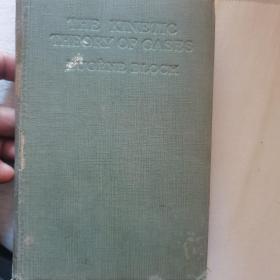 THE KINETIC
THEORY OF GASES
EUGÈNE BLOCH